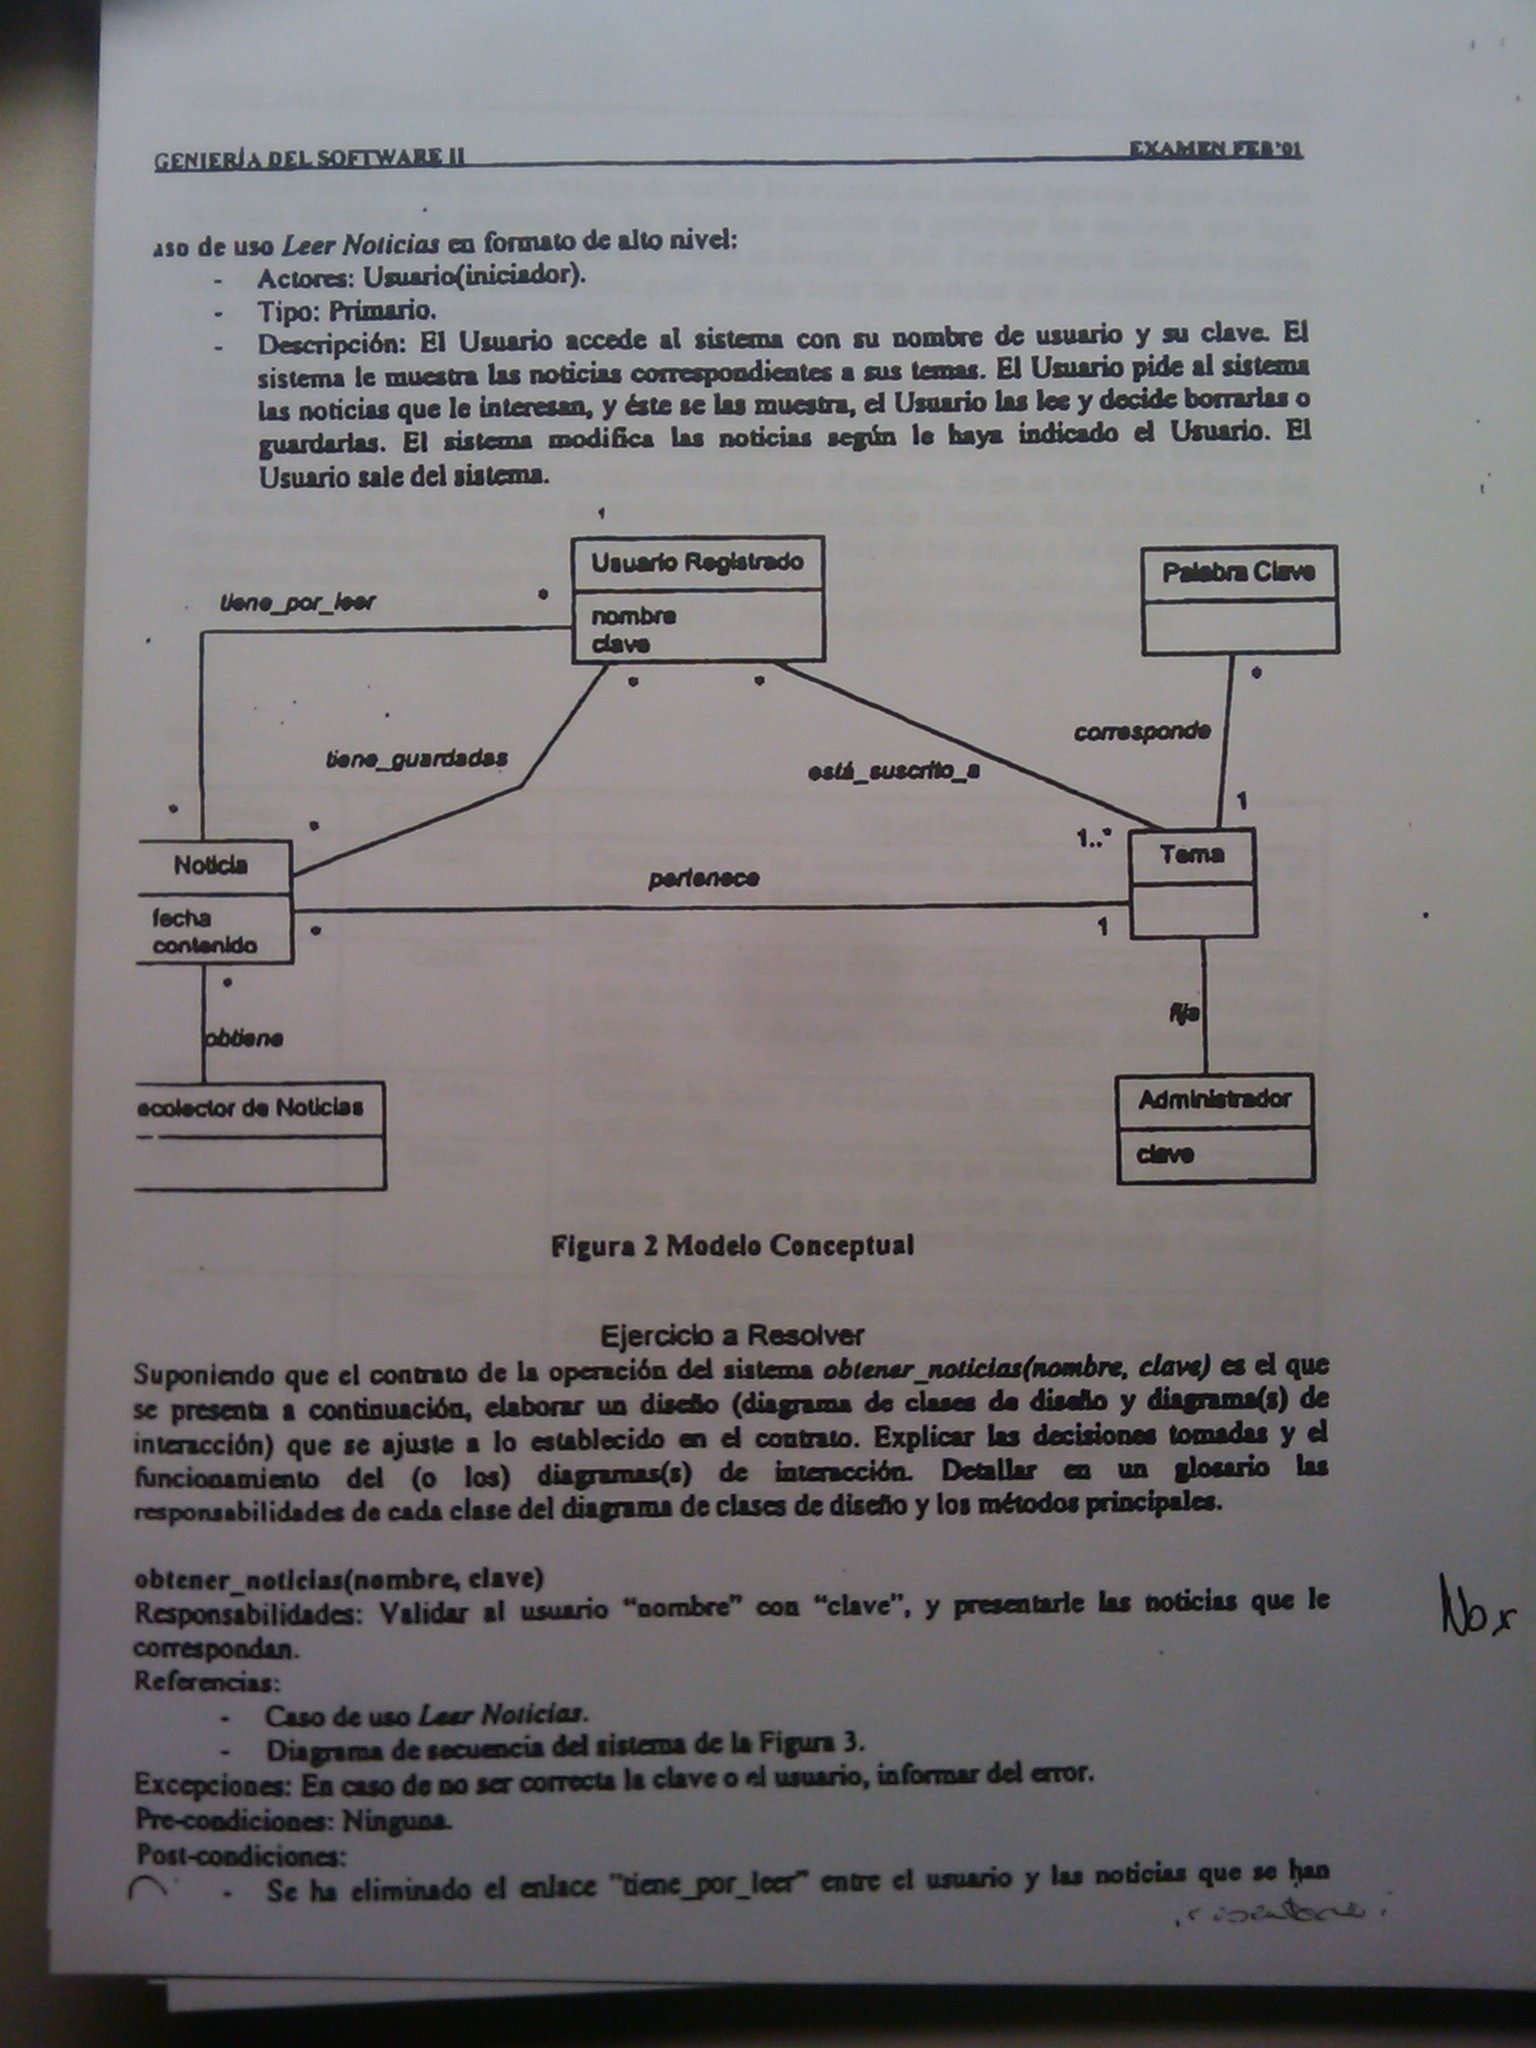 GENIERÍA DEL SOFTWARE II EXAMEN FEB'01
aso de uso Leer Noticias en formato de alto nivel:
- Actores: Usuario(iniciador).
- Tipo: Primario.
- Descripción: El Usuario accede al sistema con su nombre de usuario y su clave. El
sistema le muestra las noticias correspondientes a sus temas. El Usuario pide al sistema
las noticias que le interesan, y éste se las muestra, el Usuario las lee y decide borrarlas o
guardarlas. El sistema modifica las noticias según le haya indicado el Usuario. El
Usuario sale del sistema.
Usuario Registrado
nombre
clave
Palabra Clave
tiene_por_leer
*
*
*
*
corresponde
tiene_guardadas
está_suscrito_a
*
*
1
1..*
Noticia
fecha
contenido
pertenece
Tema
*
1
*
obtiene
fija
ecolector de Noticias
Administrador
clave
Figura 2 Modelo Conceptual
Ejercicio a Resolver
Suponiendo que el contrato de la operación del sistema obtener_noticias(nombre, clave) es el que
se presenta a continuación, elaborar un diseño (diagrama de clases de diseño y diagrama(s) de
interacción) que se ajuste a lo establecido en el contrato. Explicar las decisiones tomadas y el
funcionamiento del (o los) diagramas(s) de interacción. Detallar en un glosario las
responsabilidades de cada clase del diagrama de clases de diseño y los métodos principales.
obtener_noticias(nombre, clave)
Responsabilidades: Validar al usuario “nombre” con “clave”, y presentarle las noticias que le
correspondan.
Referencias:
- Caso de uso Leer Noticias.
- Diagrama de secuencia del sistema de la Figura 3.
Excepciones: En caso de no ser correcta la clave o el usuario, informar del error.
Pre-condiciones: Ninguna.
Post-condiciones:
- Se ha eliminado el enlace "tiene_por_leer" entre el usuario y las noticias que se han